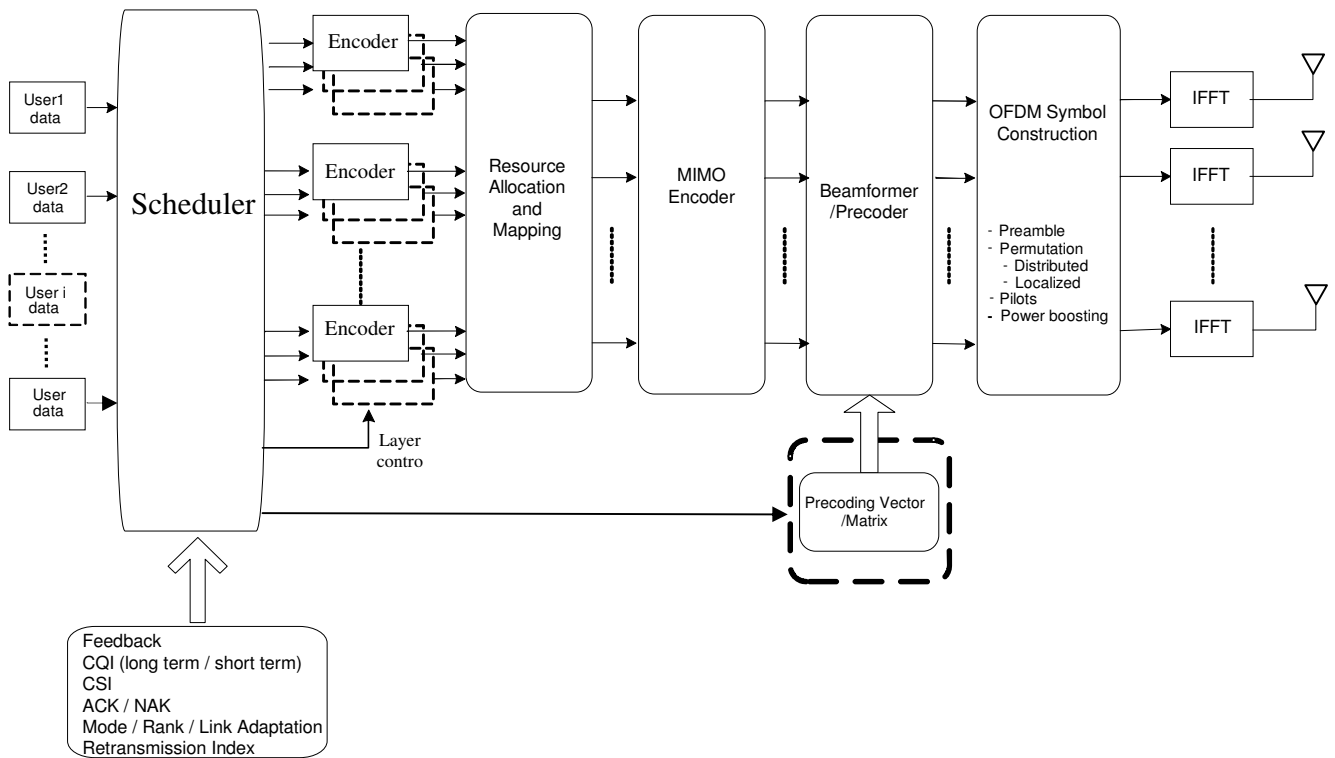 User1
data
User2
data
User i
data
User
data
Scheduler
Encoder
Encoder
Encoder
Layer
contro
Resource
Allocation
and
Mapping
MIMO
Encoder
Beamformer
/Precoder
Precoding Vector
/Matrix
OFDM Symbol
Construction
- Preamble
- Permutation
- Distributed
- Localized
- Pilots
- Power boosting
IFFT
IFFT
IFFT
Feedback
CQI (long term / short term)
CSI
ACK / NAK
Mode / Rank / Link Adaptation
Retransmission Index